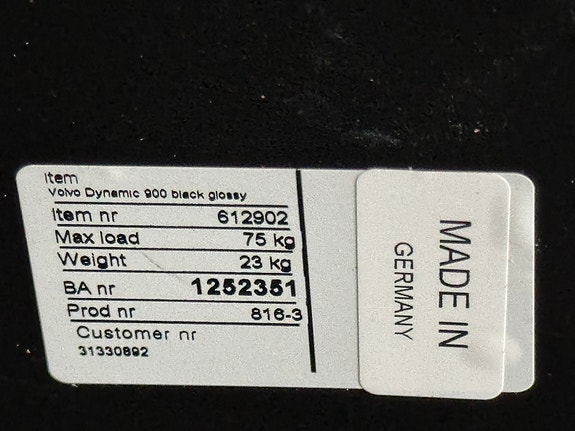 Item
Volvo Dynamic 900 black glossy
Item nr 612902
Max load 75 kg
Weight 23 kg
BA nr 1252351
Prod nr 816-3
Customer nr
31330892
MADE IN
GERMANY